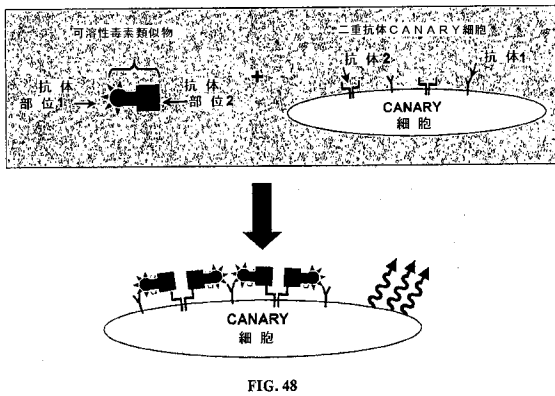 可溶性毒素類似物
二重抗体CANARY細胞
抗体
部位1
抗体
部位2
+
抗体2
抗体1
CANARY
細胞
CANARY
細胞
FIG. 48